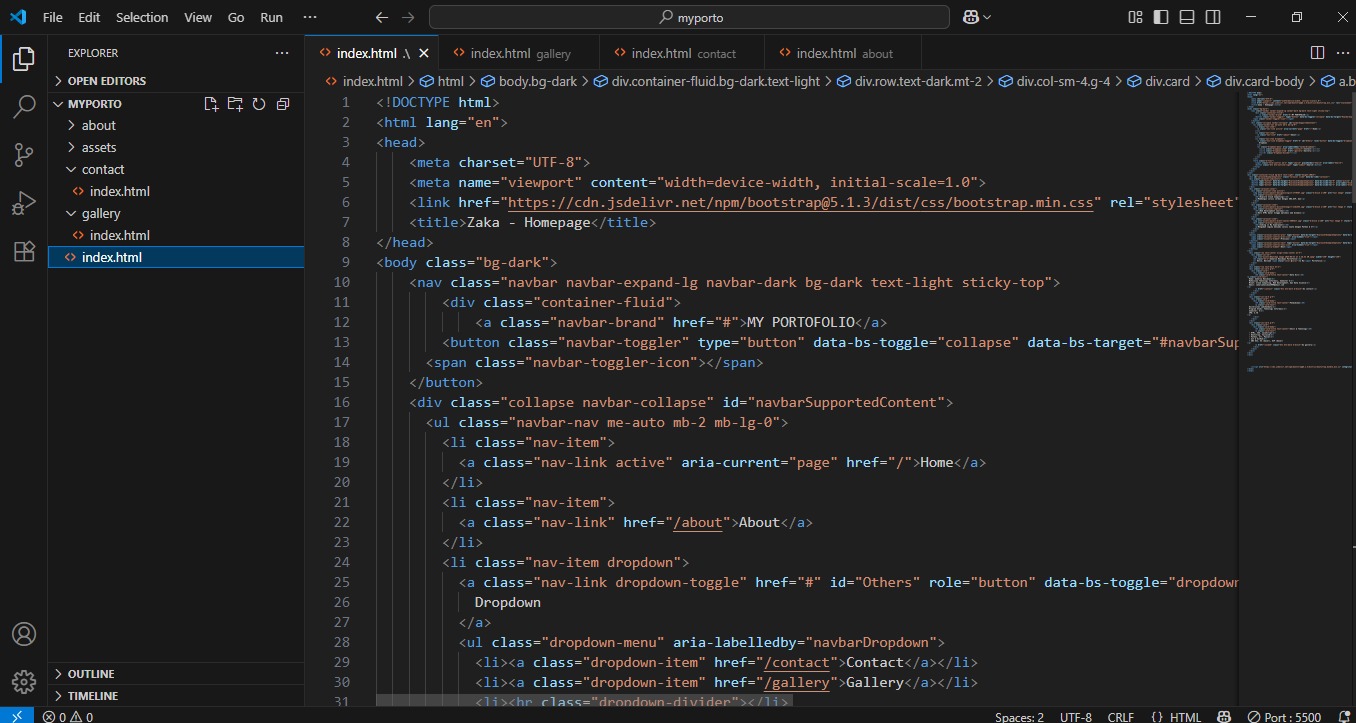 File Edit Selection View Go Run ··· myporto
EXPLORER ···
OPEN EDITORS
MYPORTO
about
assets
contact
<> index.html
gallery
<> index.html
<> index.html
OUTLINE
TIMELINE
<> index.html .\ <> index.html gallery <> index.html contact <> index.html about ···
<> index.html > html > body.bg-dark > div.container-fluid.bg-dark.text-light > div.row.text-dark.mt-2 > div.col-sm-4.g-4 > div.card > div.card-body > a.b
1 <!DOCTYPE html>
2 <html lang="en">
3 <head>
4 <meta charset="UTF-8">
5 <meta name="viewport" content="width=device-width, initial-scale=1.0">
6 <link href="https://cdn.jsdelivr.net/npm/bootstrap@5.1.3/dist/css/bootstrap.min.css" rel="stylesheet"
7 <title>Zaka - Homepage</title>
8 </head>
9 <body class="bg-dark">
10 <nav class="navbar navbar-expand-lg navbar-dark bg-dark text-light sticky-top">
11 <div class="container-fluid">
12 <a class="navbar-brand" href="#">MY PORTOFOLIO</a>
13 <button class="navbar-toggler" type="button" data-bs-toggle="collapse" data-bs-target="#navbarSup
14 <span class="navbar-toggler-icon"></span>
15 </button>
16 <div class="collapse navbar-collapse" id="navbarSupportedContent">
17 <ul class="navbar-nav me-auto mb-2 mb-lg-0">
18 <li class="nav-item">
19 <a class="nav-link active" aria-current="page" href="/">Home</a>
20 </li>
21 <li class="nav-item">
22 <a class="nav-link" href="/about">About</a>
23 </li>
24 <li class="nav-item dropdown">
25 <a class="nav-link dropdown-toggle" href="#" id="Others" role="button" data-bs-toggle="dropdown
26 Dropdown
27 </a>
28 <ul class="dropdown-menu" aria-labelledby="navbarDropdown">
29 <li><a class="dropdown-item" href="/contact">Contact</a></li>
30 <li><a class="dropdown-item" href="/gallery">Gallery</a></li>
31 <li><hr class="dropdown-divider"></li>
0 0 Spaces: 2 UTF-8 CRLF {} HTML Port : 5500